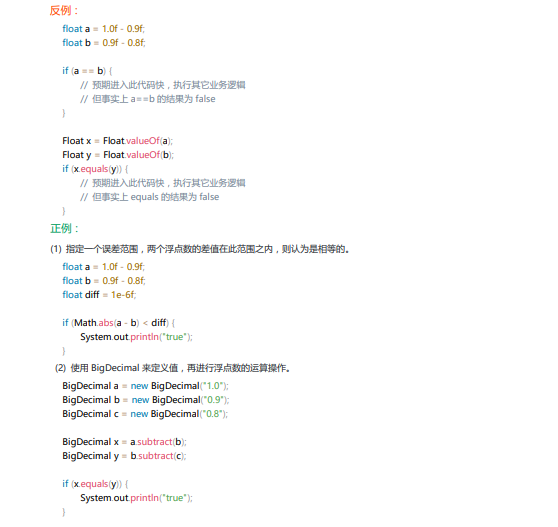 反例：
float a = 1.0f - 0.9f;
float b = 0.9f - 0.8f;
if (a == b) {
// 预期进入此代码快，执行其它业务逻辑
// 但事实上 a==b 的结果为 false
}
Float x = Float.valueOf(a);
Float y = Float.valueOf(b);
if (x.equals(y)) {
// 预期进入此代码快，执行其它业务逻辑
// 但事实上 equals 的结果为 false
}
正例：
(1) 指定一个误差范围，两个浮点数的差值在此范围之内，则认为是相等的。
float a = 1.0f - 0.9f;
float b = 0.9f - 0.8f;
float diff = 1e-6f;
if (Math.abs(a - b) < diff) {
System.out.println("true");
}
(2) 使用 BigDecimal 来定义值，再进行浮点数的运算操作。
BigDecimal a = new BigDecimal("1.0");
BigDecimal b = new BigDecimal("0.9");
BigDecimal c = new BigDecimal("0.8");
BigDecimal x = a.subtract(b);
BigDecimal y = b.subtract(c);
if (x.equals(y)) {
System.out.println("true");
}